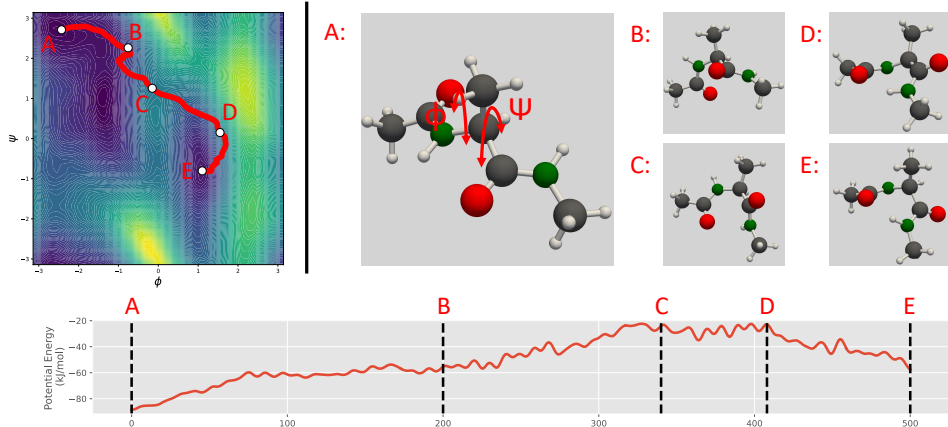 A
B
C
D
E
3
2
1
0
−1
−2
−3
ψ
−3
−2
−1
0
1
2
3
ϕ
A:
Φ
Ψ
B:
D:
C:
E:
A
B
C
D
E
Potential Energy
(kJ/mol)
−20
−40
−60
−80
0
100
200
300
400
500